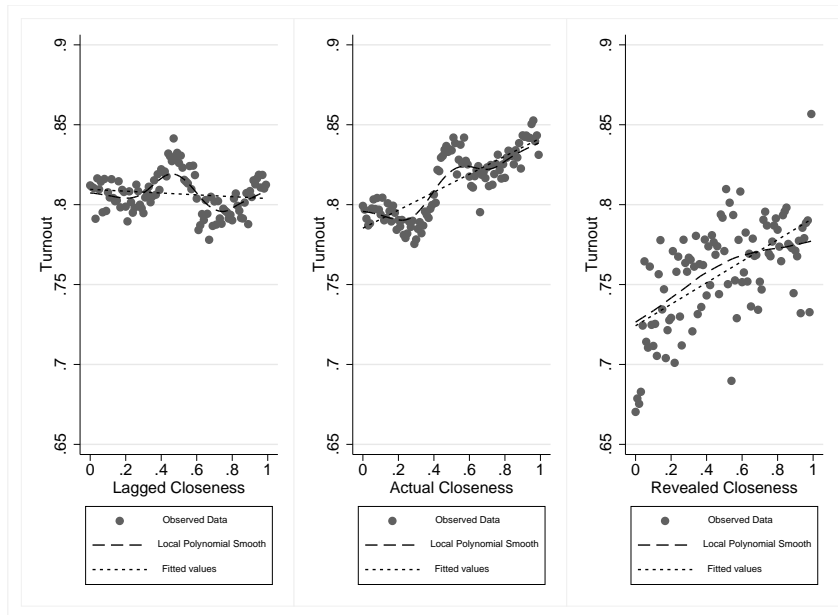 .9
.85
.8
.75
.7
.65
Turnout
0 .2 .4 .6 .8 1
Lagged Closeness
Observed Data
Local Polynomial Smooth
Fitted values
.9
.85
.8
.75
.7
.65
Turnout
0 .2 .4 .6 .8 1
Actual Closeness
Observed Data
Local Polynomial Smooth
Fitted values
.9
.85
.8
.75
.7
.65
Turnout
0 .2 .4 .6 .8 1
Revealed Closeness
Observed Data
Local Polynomial Smooth
Fitted values